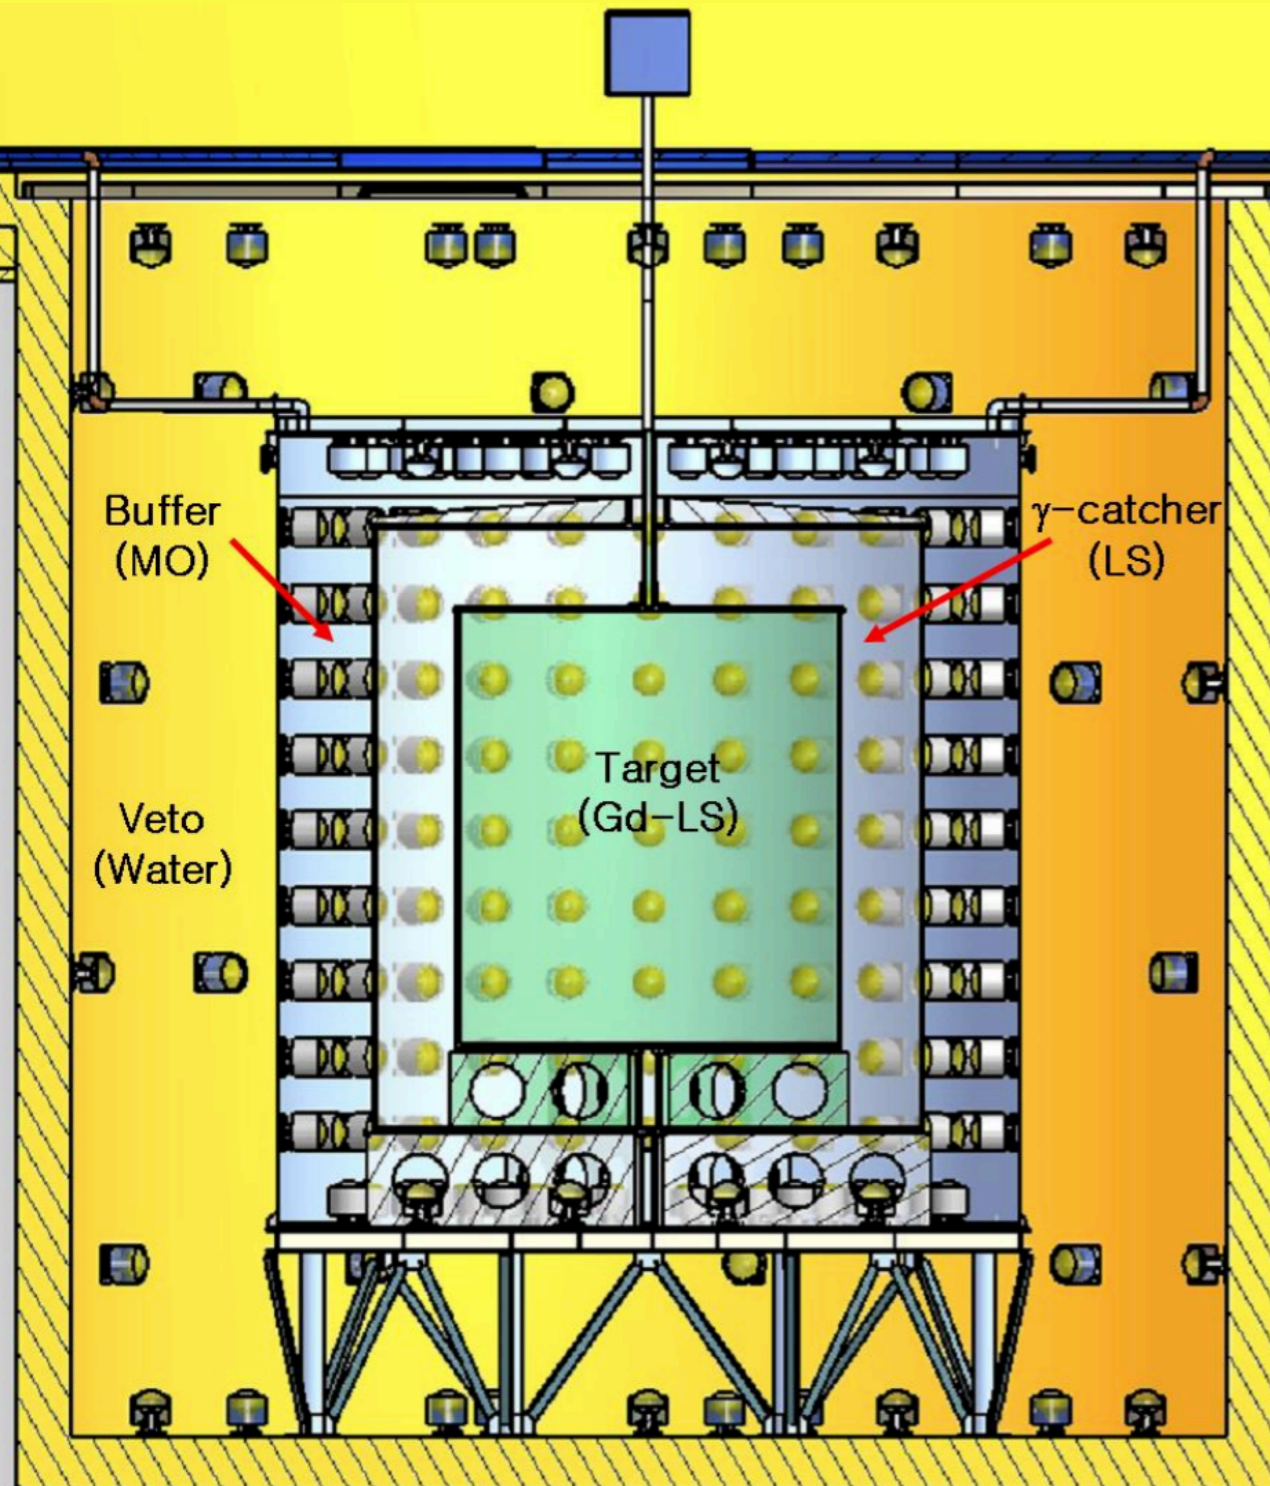 Buffer
(MO)
γ-catcher
(LS)
Target
(Gd-LS)
Veto
(Water)